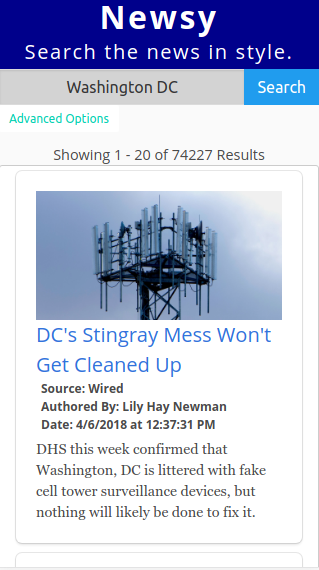 Newsy
Search the news in style.
Washington DC
Search
Advanced Options
Showing 1 - 20 of 74227 Results
DC's Stingray Mess Won't
Get Cleaned Up
Source: Wired
Authored By: Lily Hay Newman
Date: 4/6/2018 at 12:37:31 PM
DHS this week confirmed that
Washington, DC is littered with fake
cell tower surveillance devices, but
nothing will likely be done to fix it.